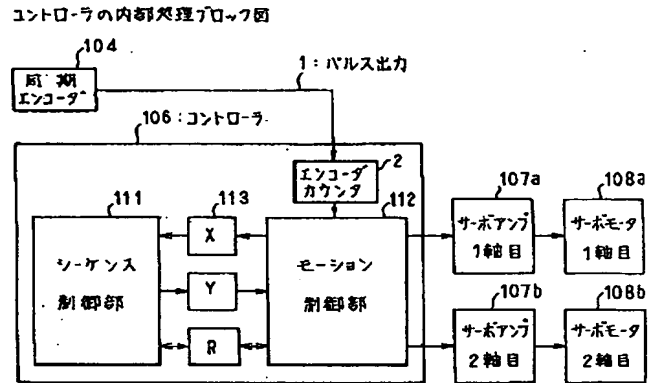 コントローラの内部処理ブロック図
104
同期
エンコーダ
1:パルス出力
106:コントローラ
2
エンコーダ
カウンタ
111
シーケンス
制御部
113
X
Y
R
112
モーション
制御部
107a
サーボアンプ
1軸目
108a
サーボモータ
1軸目
107b
サーボアンプ
2軸目
108b
サーボモータ
2軸目